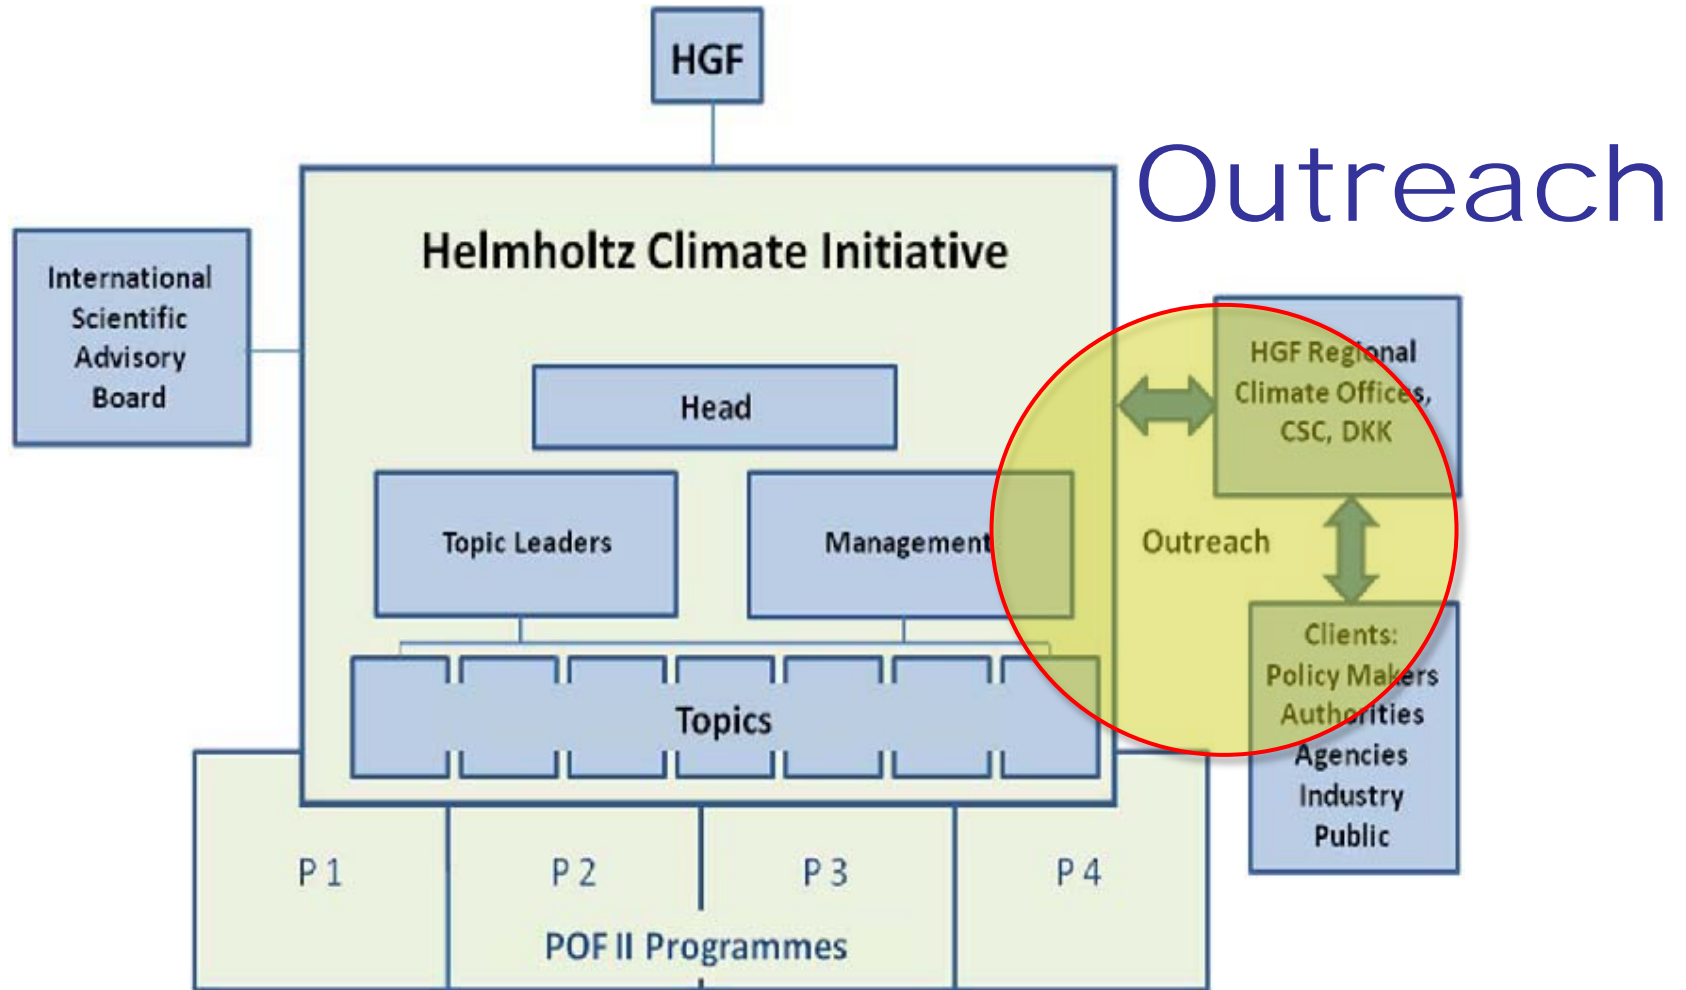 HGF
Outreach
Helmholtz Climate Initiative
International
Scientific
Advisory
Board
Head
HGF Regional
Climate Offices,
CSC, DKK
Topic Leaders
Management
Outreach
Clients:
Policy Makers
Authorities
Agencies
Industry
Public
Topics
P 1
P 2
P 3
P 4
POF II Programmes